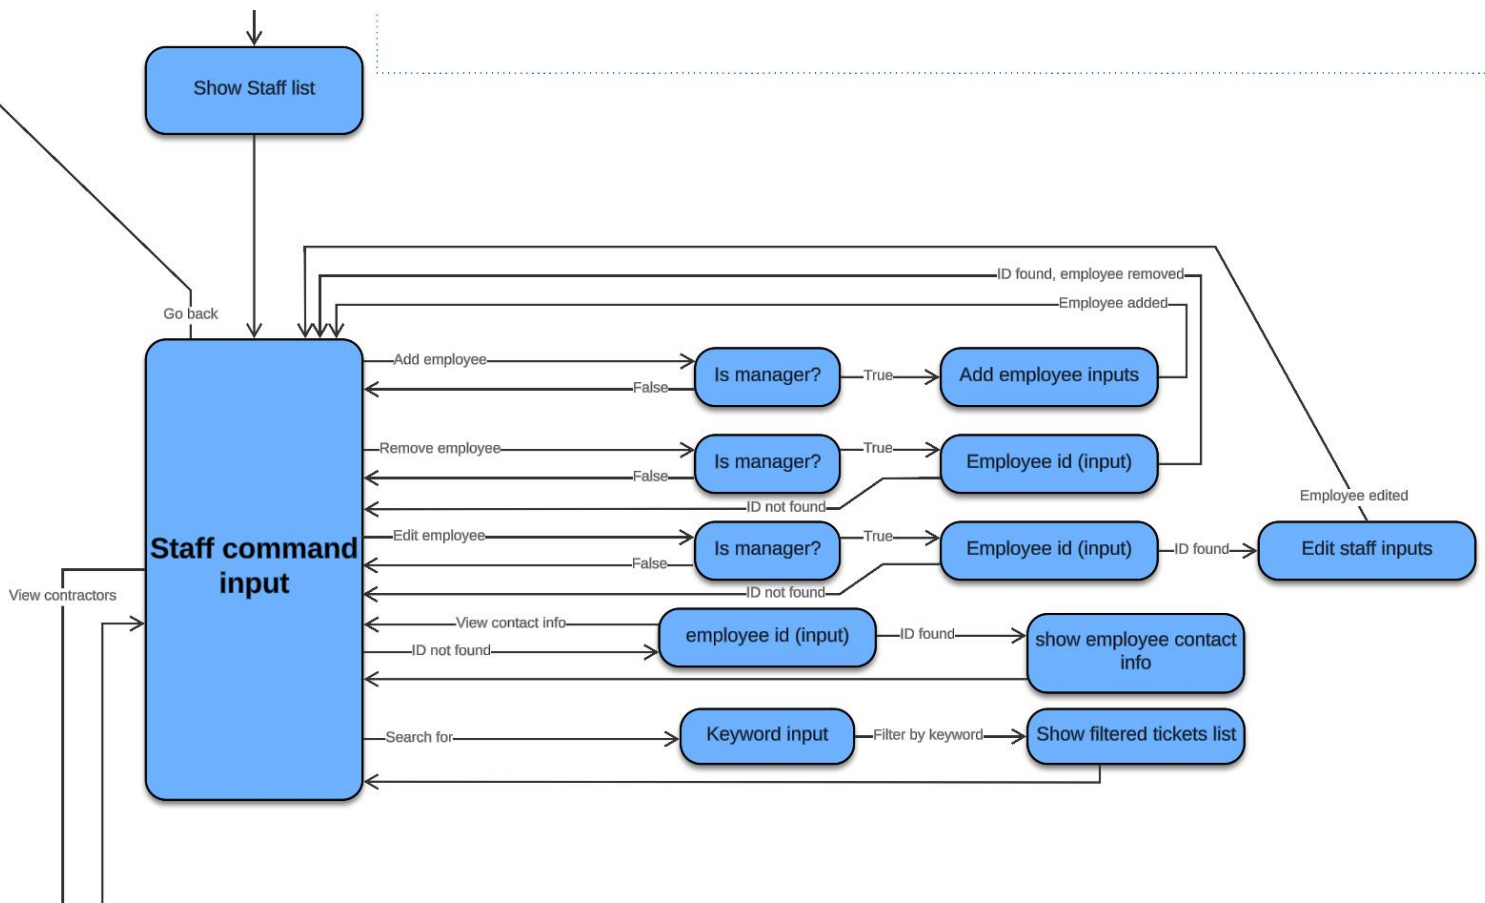 Show Staff list
Go back
ID found, employee removed
Employee added
Add employee
Is manager?
True
Add employee inputs
False
Remove employee
Is manager?
True
Employee id (input)
False
ID not found
Employee edited
Edit employee
Is manager?
True
Employee id (input)
ID found
Edit staff inputs
False
ID not found
Staff command
input
View contractors
View contact info
employee id (input)
ID found
show employee contact
info
ID not found
Search for
Keyword input
Filter by keyword
Show filtered tickets list